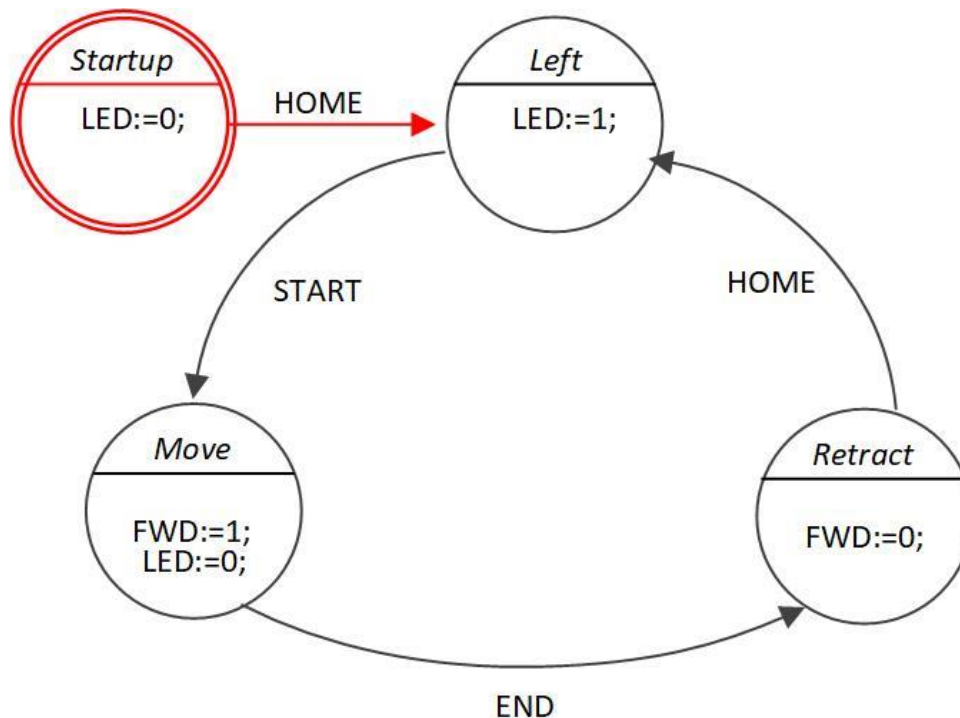 Startup
LED:=0;
HOME
Left
LED:=1;
START
HOME
Move
FWD:=1;
LED:=0;
Retract
FWD:=0;
END